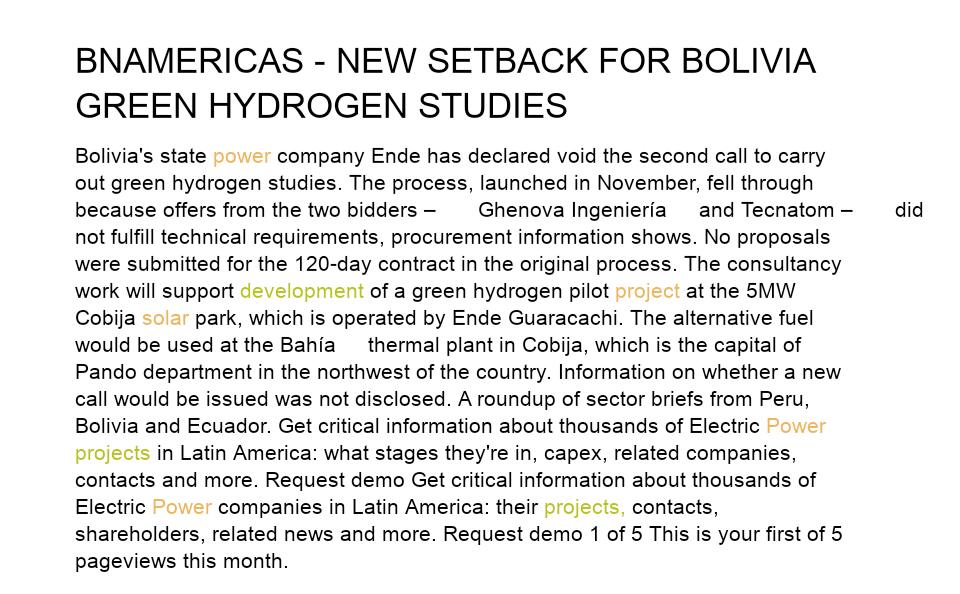 BNAMERICAS - NEW SETBACK FOR BOLIVIA
GREEN HYDROGEN STUDIES
Bolivia's state power company Ende has declared void the second call to carry
out green hydrogen studies. The process, launched in November, fell through
because offers from the two bidders – Ghenova Ingeniería and Tecnatom – did
not fulfill technical requirements, procurement information shows. No proposals
were submitted for the 120-day contract in the original process. The consultancy
work will support development of a green hydrogen pilot project at the 5MW
Cobija solar park, which is operated by Ende Guaracachi. The alternative fuel
would be used at the Bahía thermal plant in Cobija, which is the capital of
Pando department in the northwest of the country. Information on whether a new
call would be issued was not disclosed. A roundup of sector briefs from Peru,
Bolivia and Ecuador. Get critical information about thousands of Electric Power
projects in Latin America: what stages they're in, capex, related companies,
contacts and more. Request demo Get critical information about thousands of
Electric Power companies in Latin America: their projects, contacts,
shareholders, related news and more. Request demo 1 of 5 This is your first of 5
pageviews this month.